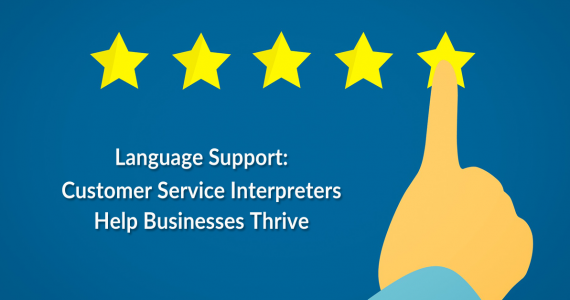 Language Support:
Customer Service Interpreters
Help Businesses Thrive